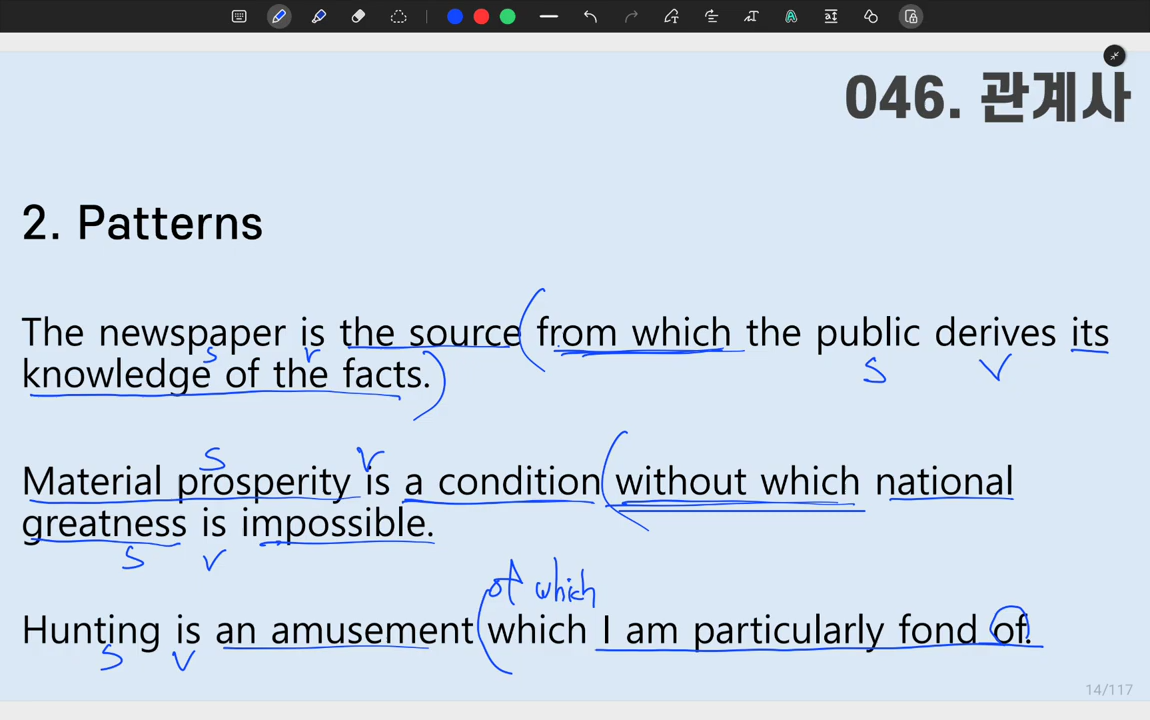 046. 관계사
2. Patterns
The newspaper is the source from which the public derives its
s v s v
knowledge of the facts.
s v
Material prosperity is a condition without which national
greatness is impossible.
s v
of which
Hunting is an amusement which I am particularly fond of.
s v
14/117